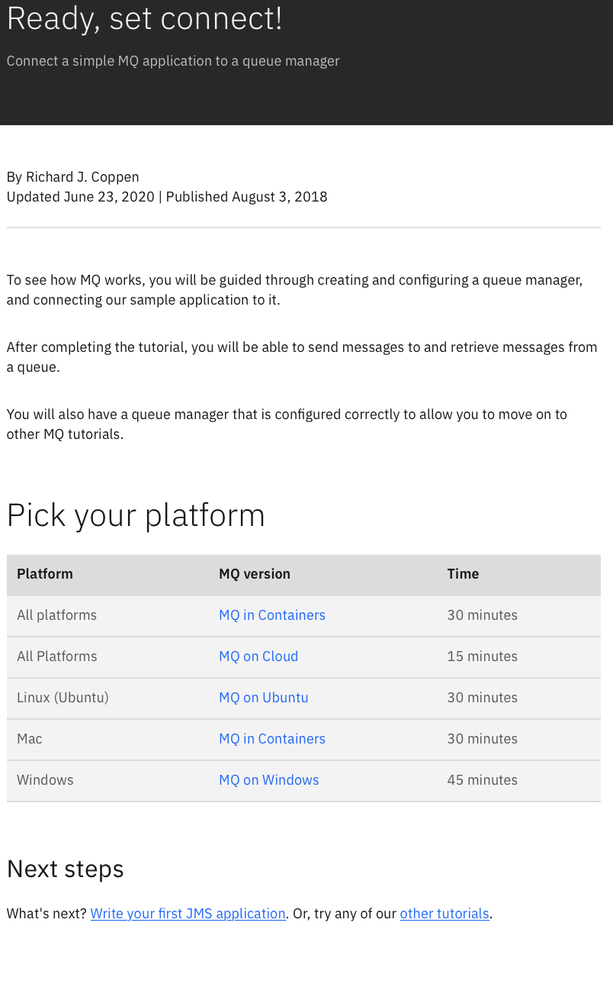 Ready, set connect!
Connect a simple MQ application to a queue manager
By Richard J. Coppen
Updated June 23, 2020 | Published August 3, 2018
To see how MQ works, you will be guided through creating and configuring a queue manager,
and connecting our sample application to it.
After completing the tutorial, you will be able to send messages to and retrieve messages from
a queue.
You will also have a queue manager that is configured correctly to allow you to move on to
other MQ tutorials.
Pick your platform
Platform MQ version Time
All platforms MQ in Containers 30 minutes
All Platforms MQ on Cloud 15 minutes
Linux (Ubuntu) MQ on Ubuntu 30 minutes
Mac MQ in Containers 30 minutes
Windows MQ on Windows 45 minutes
Next steps
What's next? Write your first JMS application. Or, try any of our other tutorials.